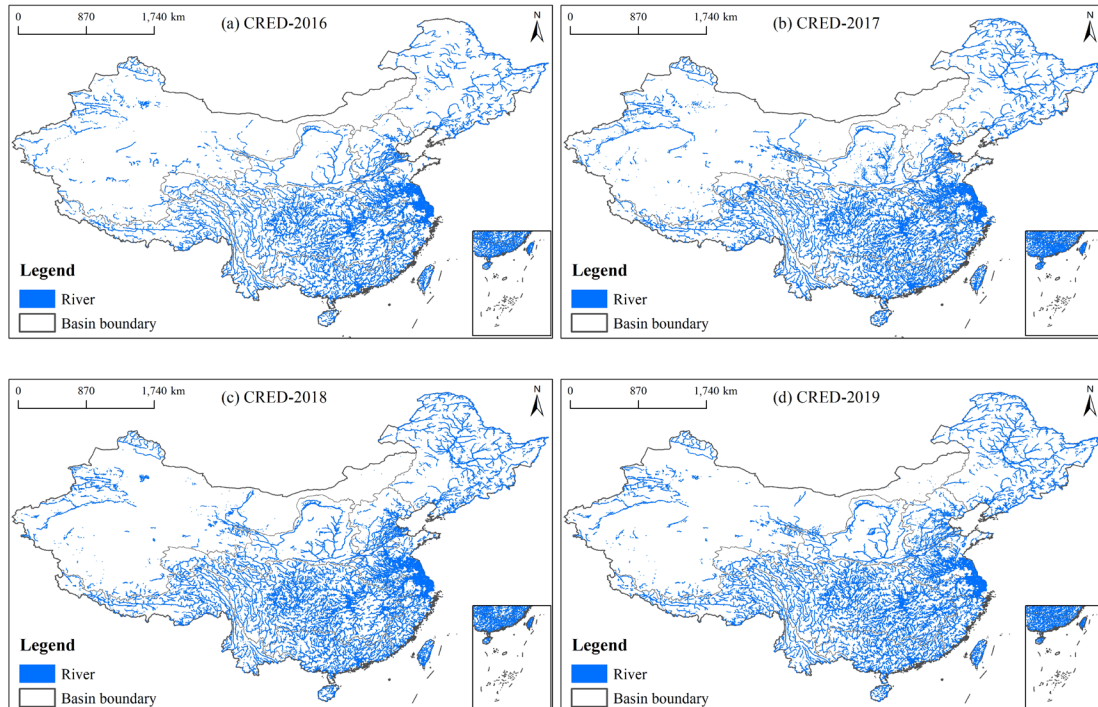 0 870 1,740 km (a) CRED-2016 N
Legend
River
Basin boundary
0 870 1,740 km (b) CRED-2017 N
Legend
River
Basin boundary
0 870 1,740 km (c) CRED-2018 N
Legend
River
Basin boundary
0 870 1,740 km (d) CRED-2019 N
Legend
River
Basin boundary